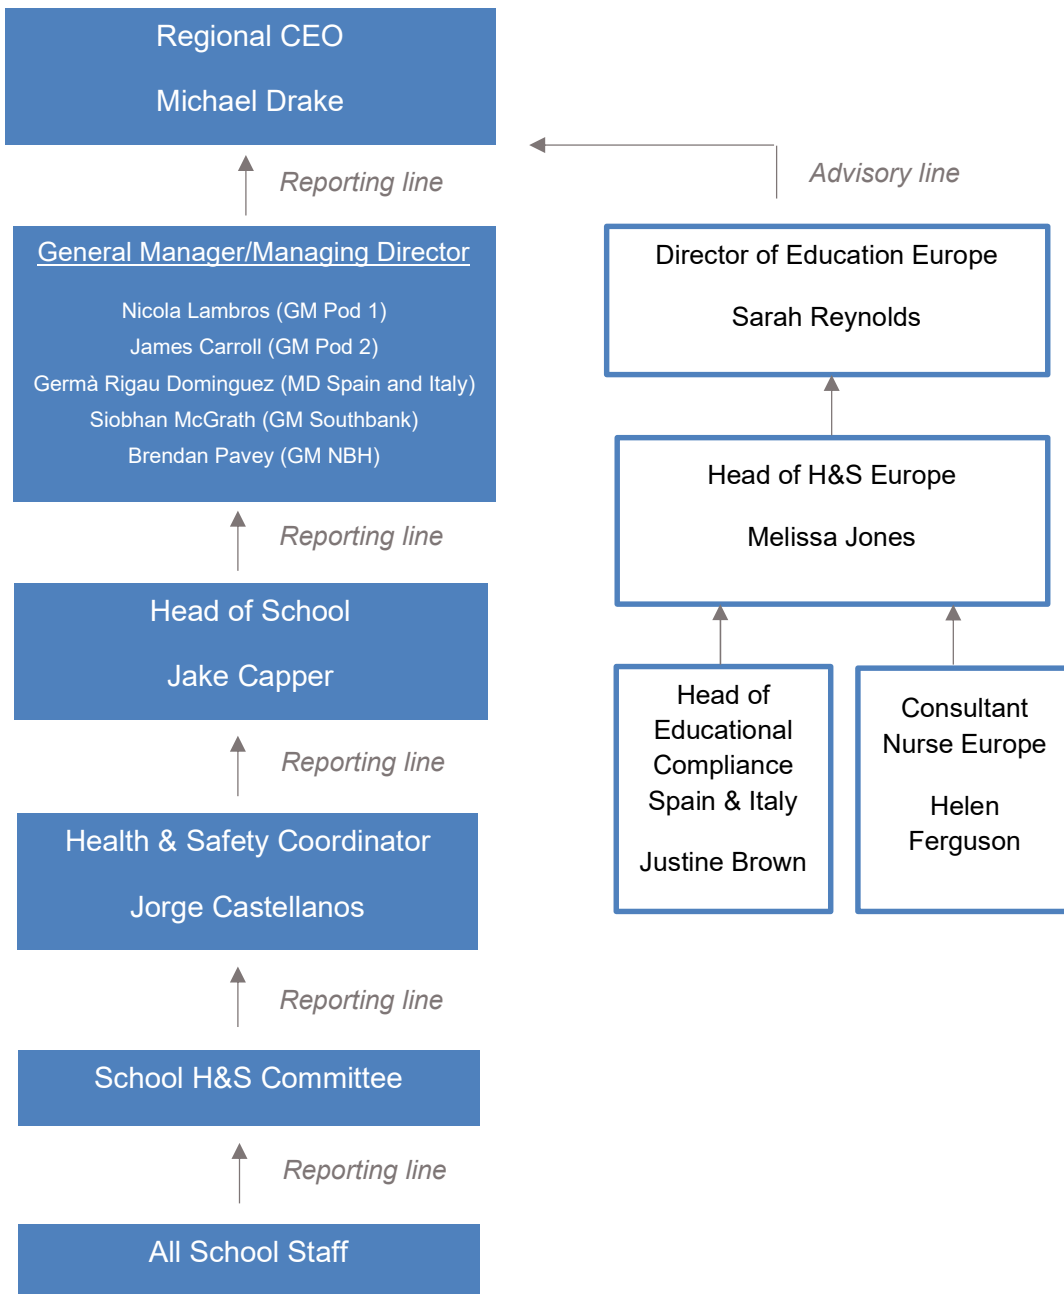 Regional CEO
Michael Drake
Reporting line
Advisory line
General Manager/Managing Director
Nicola Lambros (GM Pod 1)
James Carroll (GM Pod 2)
Germà Rigau Dominguez (MD Spain and Italy)
Siobhan McGrath (GM Southbank)
Brendan Pavey (GM NBH)
Director of Education Europe
Sarah Reynolds
Reporting line
Head of H&S Europe
Melissa Jones
Head of School
Jake Capper
Reporting line
Head of
Educational
Compliance
Spain & Italy
Justine Brown
Consultant
Nurse Europe
Helen
Ferguson
Health & Safety Coordinator
Jorge Castellanos
Reporting line
School H&S Committee
Reporting line
All School Staff